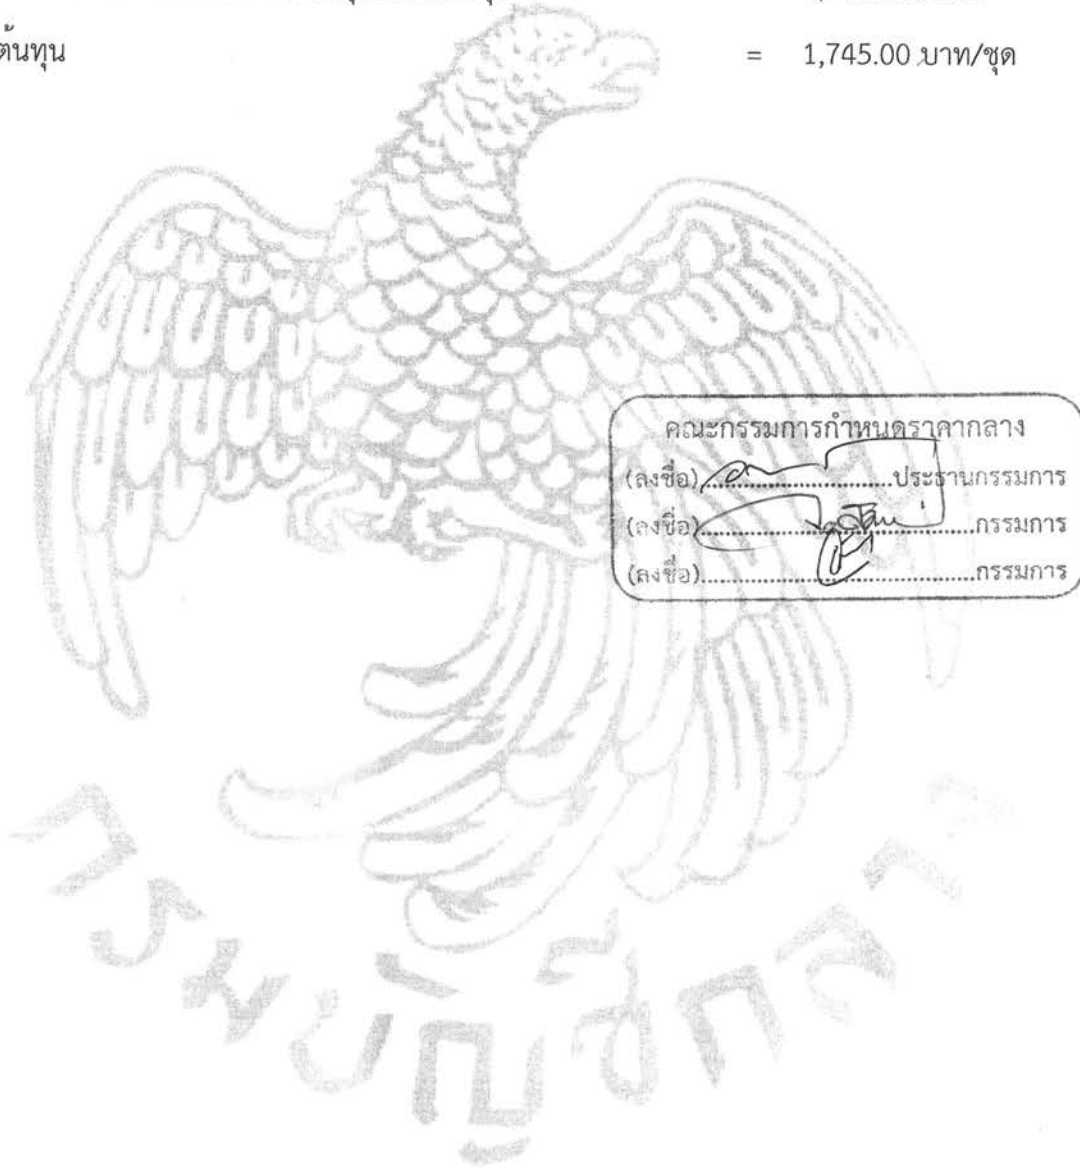 ต้นทุน = 1,745.00 บาท/ชุด
คณะกรรมการกำหนดราคากลาง
(ลงชื่อ)..............................ประธานกรรมการ
(ลงชื่อ)............................................กรรมการ
(ลงชื่อ)............................................กรรมการ
กรมบัญชีกลาง